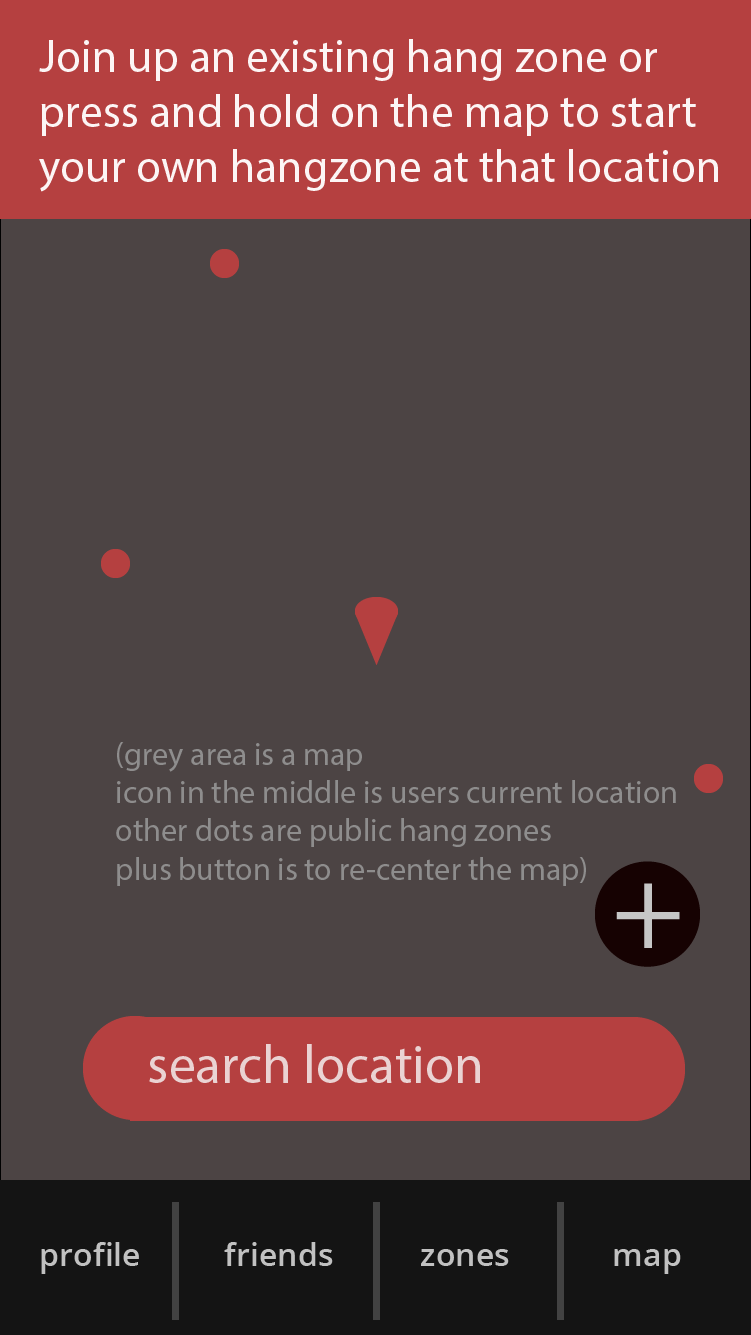 Join up an existing hang zone or
press and hold on the map to start
your own hangzone at that location
(grey area is a map
icon in the middle is users current location
other dots are public hang zones
plus button is to re-center the map)
search location
profile
friends
zones
map